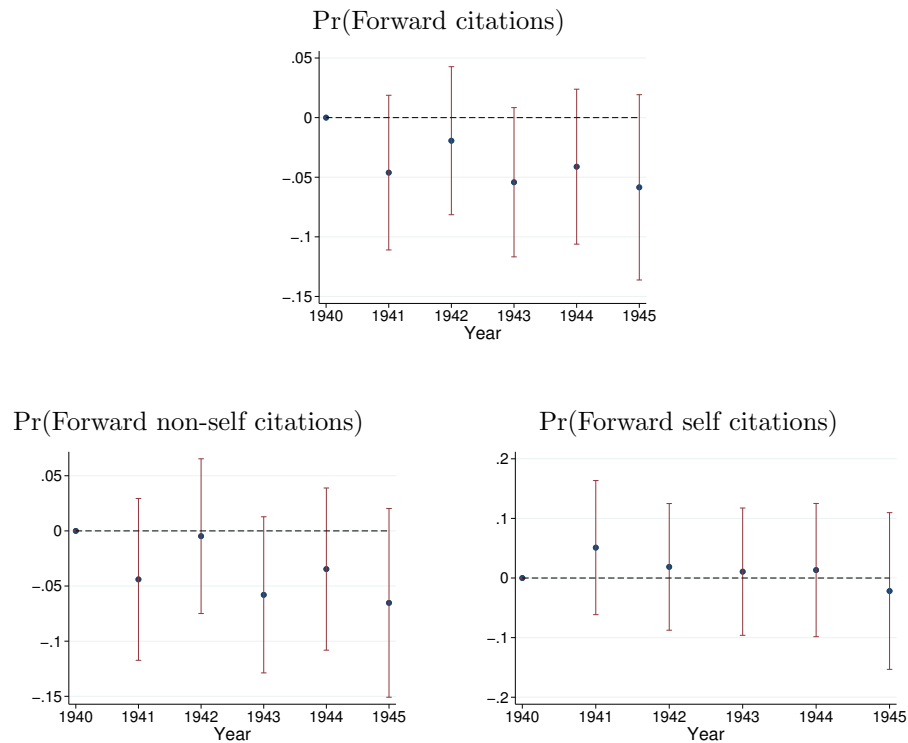 Pr(Forward citations)
.05
0
−.05
−.1
−.15
1940 1941 1942 1943 1944 1945
Year
Pr(Forward non-self citations)
.05
0
−.05
−.1
−.15
1940 1941 1942 1943 1944 1945
Year
Pr(Forward self citations)
.2
.1
0
−.1
−.2
1940 1941 1942 1943 1944 1945
Year